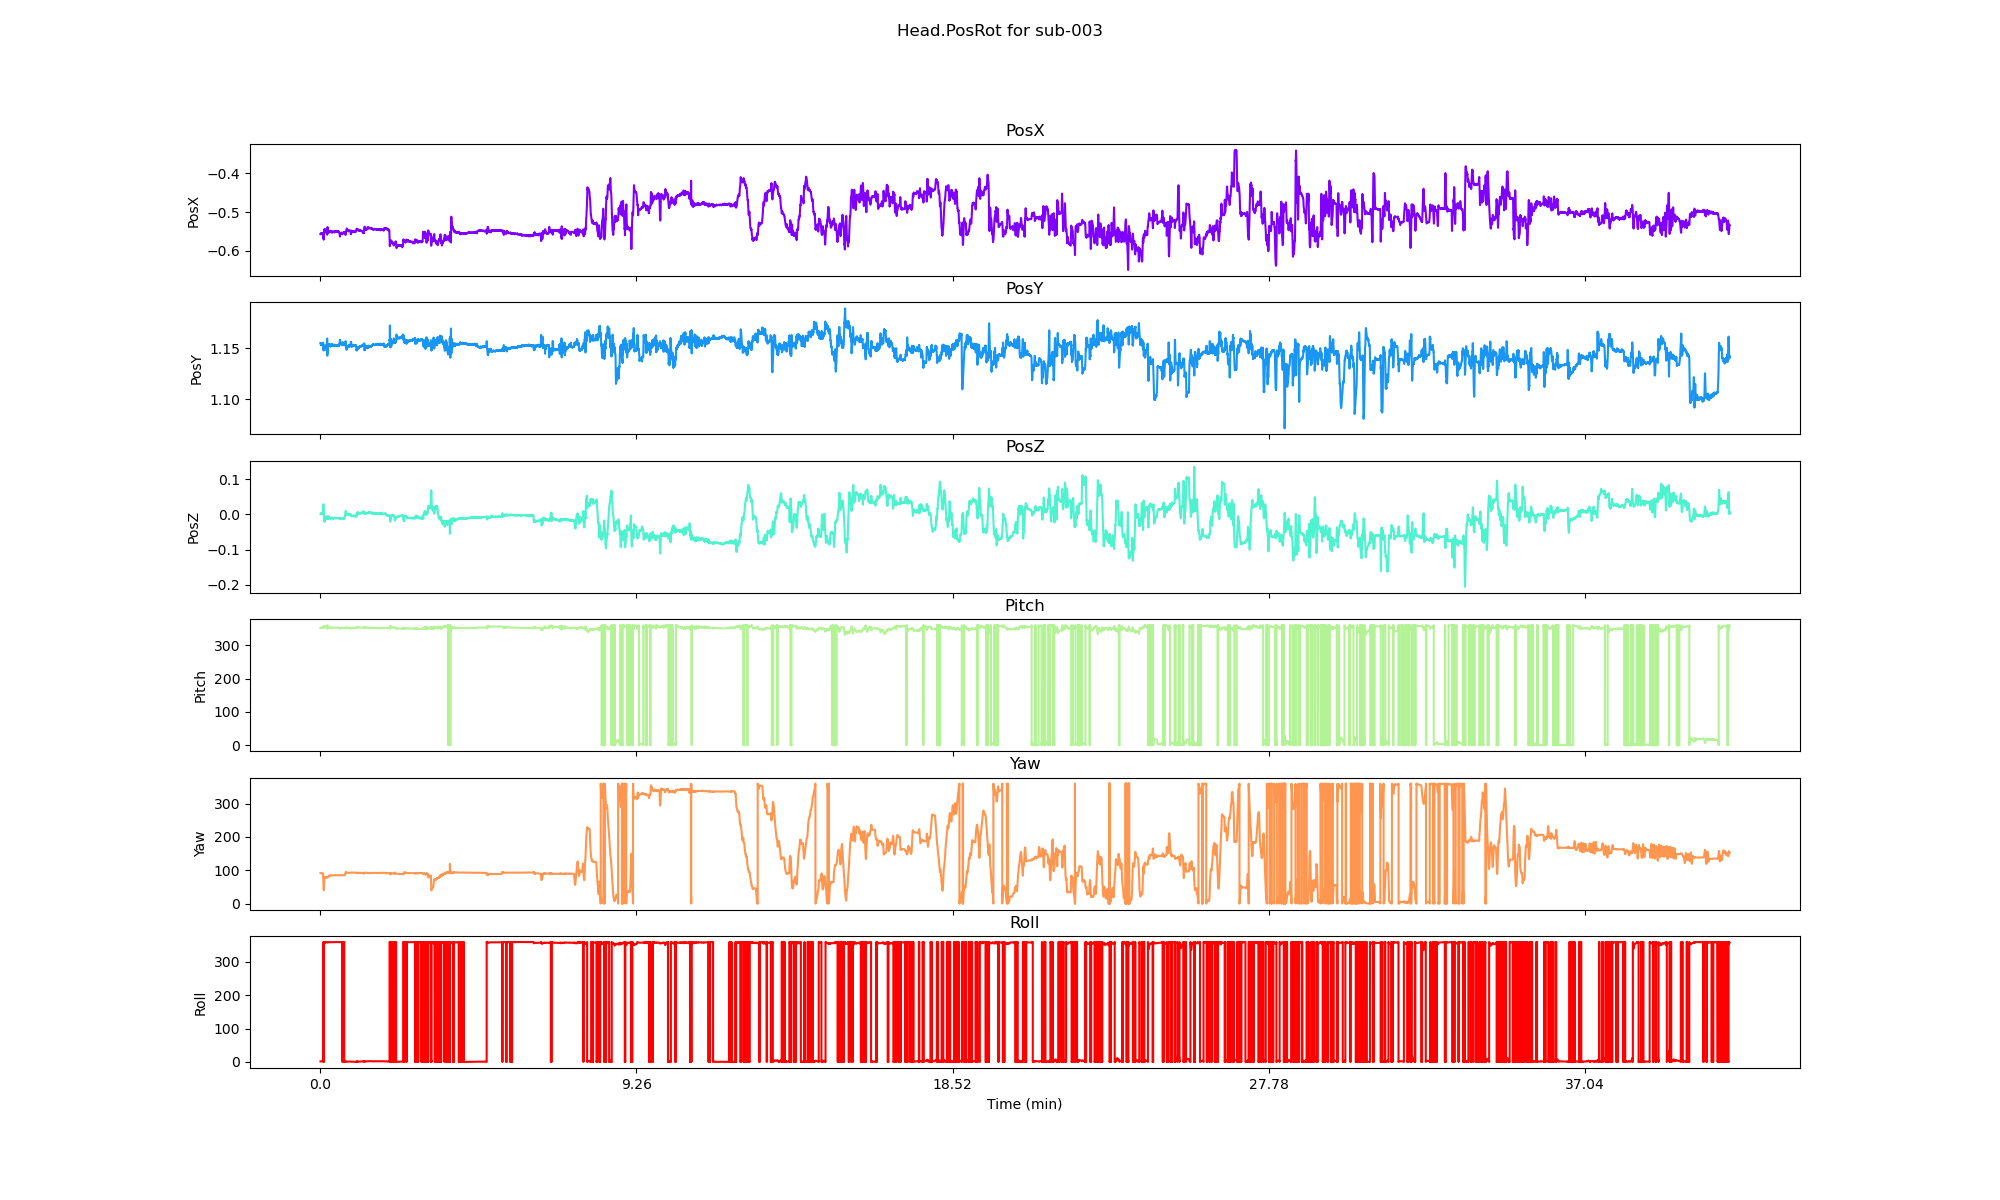 Head.PosRot for sub-003
PosX
PosX
−0.4
−0.5
−0.6
PosY
PosY
1.15
1.10
PosZ
PosZ
0.1
0.0
−0.1
−0.2
Pitch
Pitch
300
200
100
0
Yaw
Yaw
300
200
100
0
Roll
Roll
300
200
100
0
0.0 9.26 18.52 27.78 37.04
Time (min)